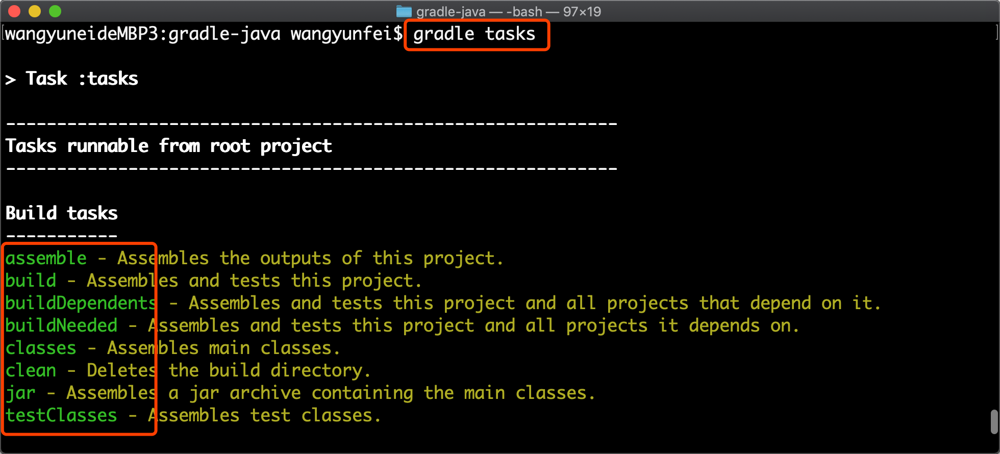 gradle-java — -bash — 97×19
wangyuneideMBP3:gradle-java wangyunfei$ gradle tasks
> Task :tasks
------------------------------------------------------------
Tasks runnable from root project
------------------------------------------------------------
Build tasks
-----------
assemble - Assembles the outputs of this project.
build - Assembles and tests this project.
buildDependents - Assembles and tests this project and all projects that depend on it.
buildNeeded - Assembles and tests this project and all projects it depends on.
classes - Assembles main classes.
clean - Deletes the build directory.
jar - Assembles a jar archive containing the main classes.
testClasses - Assembles test classes.